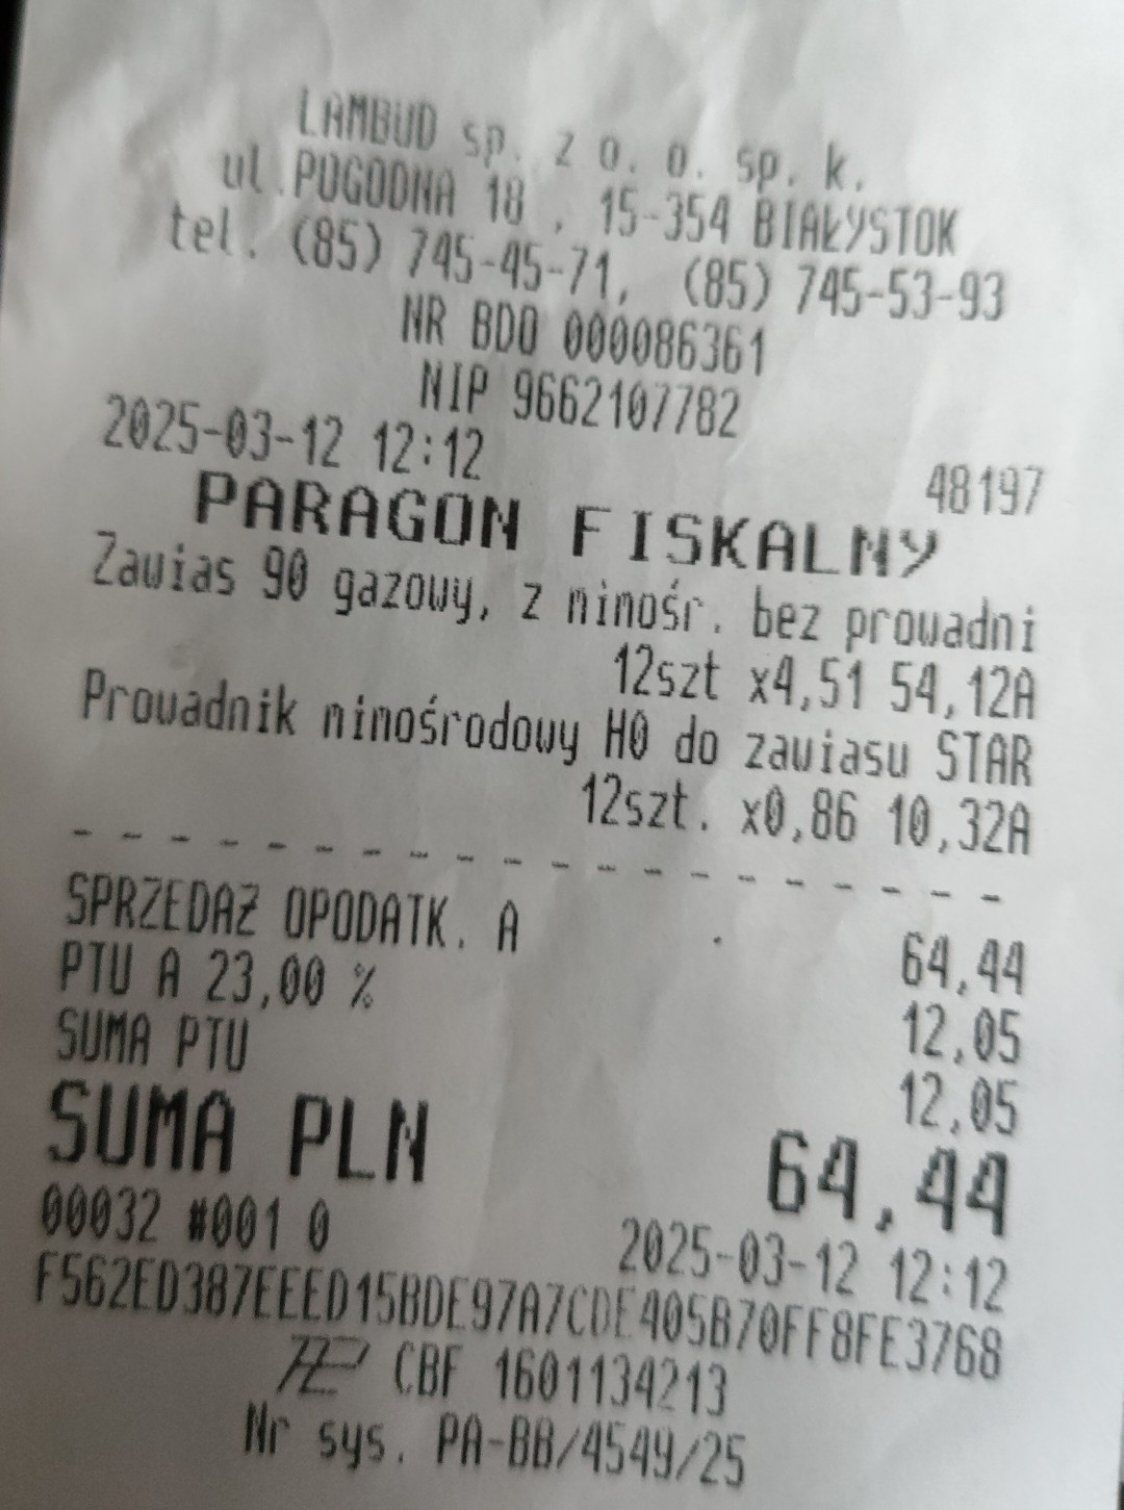 LAMBUD sp. z o. o. sp. k.
ul.POGODNA 18 , 15-354 BIAŁYSTOK
tel. (85) 745-45-71, (85) 745-53-93
NR BDO 000086361
NIP 9662107782
2025-03-12 12:12 48197
PARAGON FISKALNY
Zawias 90 gazowy, z mimośr. bez prowadni
12szt x4,51 54,12A
Prowadnik mimośrodowy H0 do zawiasu STAR
12szt. x0,86 10,32A
SPRZEDAŻ OPODATK. A 64,44
PTU A 23,00 % 12,05
SUMA PTU 12,05
SUMA PLN 64,44
00032 #001 0 2025-03-12 12:12
F562ED387EEED15BDE97A7CDE405B70FF8FE3768
CBF 1601134213
Nr sys. PA-BB/4549/25